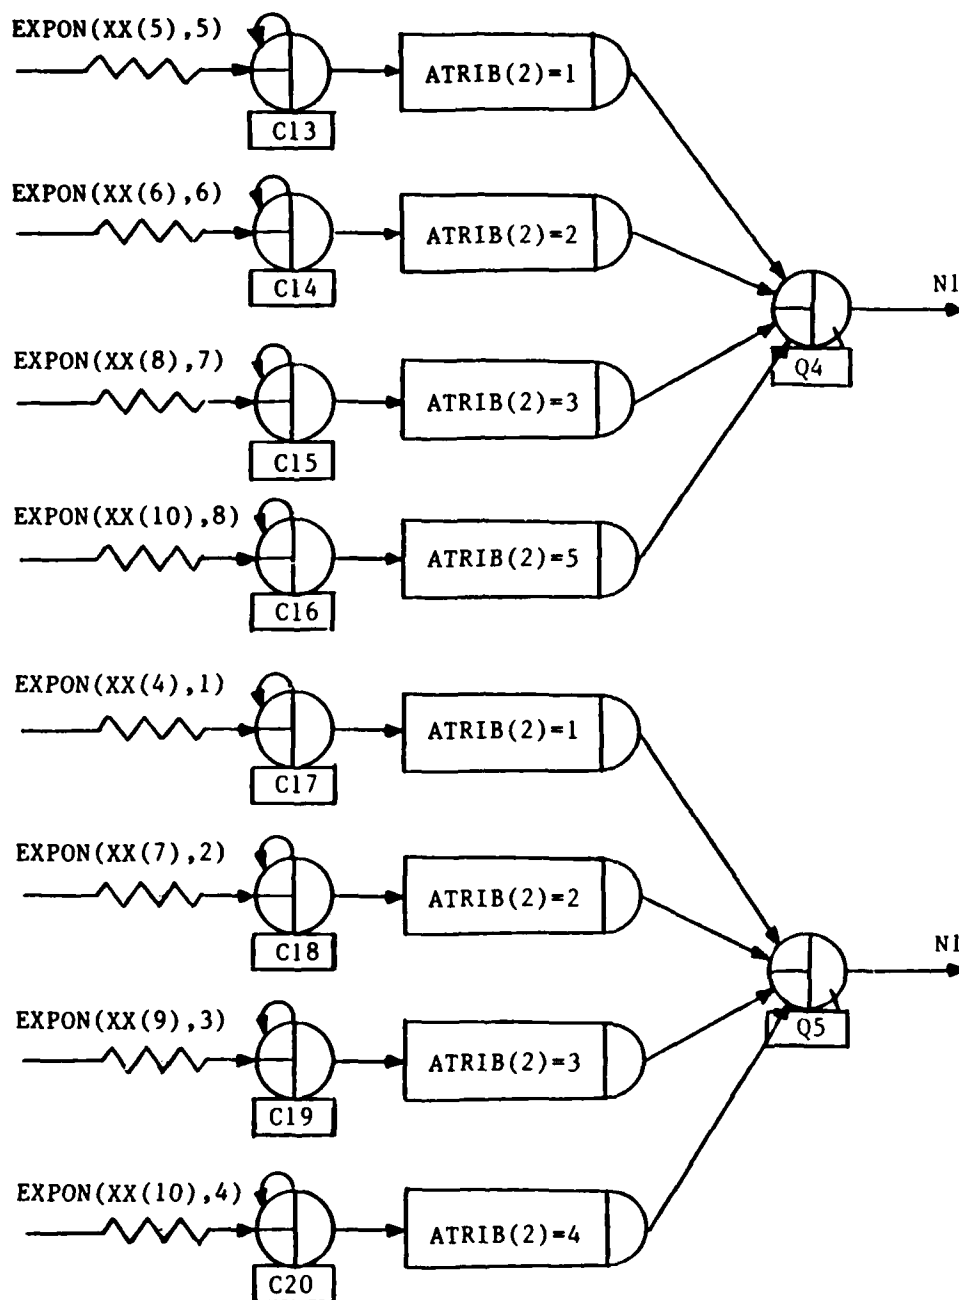 EXPON(XX(5),5)
ATRIB(2)=1
C13
EXPON(XX(6),6)
ATRIB(2)=2
C14
N1
Q4
EXPON(XX(8),7)
ATRIB(2)=3
C15
EXPON(XX(10),8)
ATRIB(2)=5
C16
EXPON(XX(4),1)
ATRIB(2)=1
C17
EXPON(XX(7),2)
ATRIB(2)=2
C18
N1
Q5
EXPON(XX(9),3)
ATRIB(2)=3
C19
EXPON(XX(10),4)
ATRIB(2)=4
C20